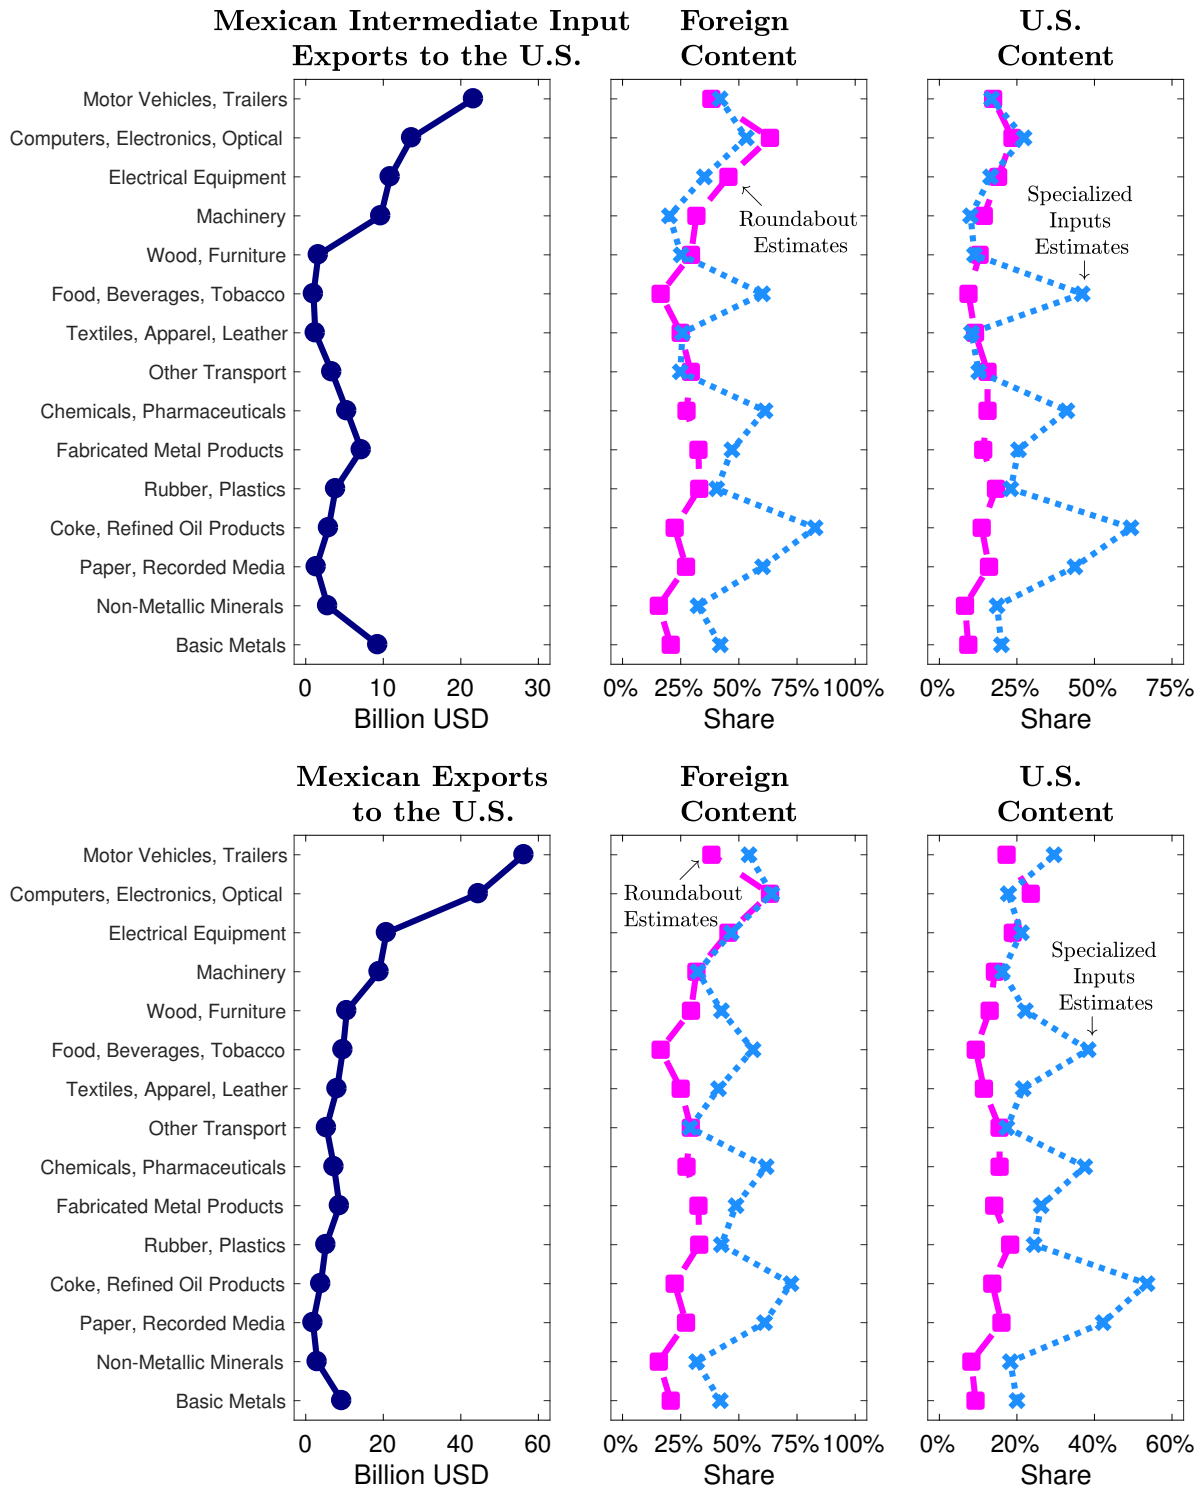 Mexican Intermediate Input
Exports to the U.S.
Foreign
Content
U.S.
Content
Motor Vehicles, Trailers
Computers, Electronics, Optical
Electrical Equipment
Machinery
Wood, Furniture
Food, Beverages, Tobacco
Textiles, Apparel, Leather
Other Transport
Chemicals, Pharmaceuticals
Fabricated Metal Products
Rubber, Plastics
Coke, Refined Oil Products
Paper, Recorded Media
Non-Metallic Minerals
Basic Metals
Roundabout
Estimates
Specialized
Inputs
Estimates
0 10 20 30
Billion USD
0% 25% 50% 75% 100%
Share
0% 25% 50% 75%
Share
Mexican Exports
to the U.S.
Foreign
Content
U.S.
Content
Motor Vehicles, Trailers
Computers, Electronics, Optical
Electrical Equipment
Machinery
Wood, Furniture
Food, Beverages, Tobacco
Textiles, Apparel, Leather
Other Transport
Chemicals, Pharmaceuticals
Fabricated Metal Products
Rubber, Plastics
Coke, Refined Oil Products
Paper, Recorded Media
Non-Metallic Minerals
Basic Metals
Roundabout
Estimates
Specialized
Inputs
Estimates
0 20 40 60
Billion USD
0% 25% 50% 75% 100%
Share
0% 20% 40% 60%
Share